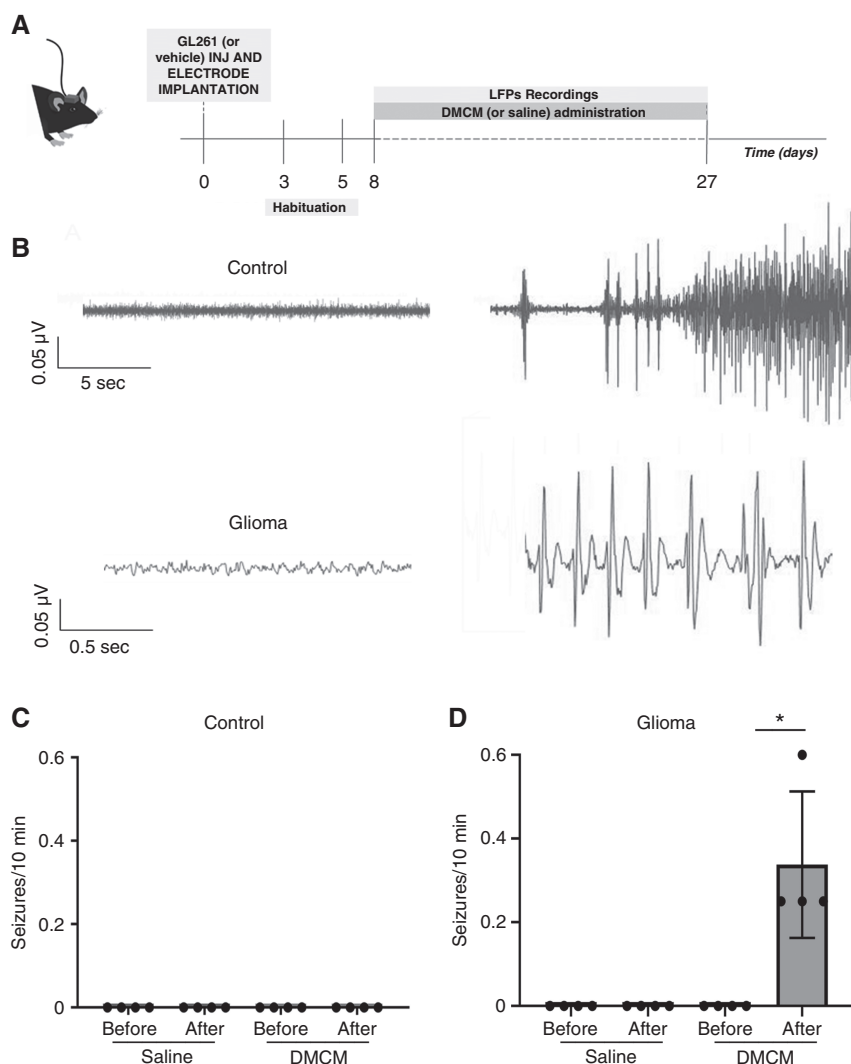 A
GL261 (or
vehicle) INJ AND
ELECTRODE
IMPLANTATION
LFPs Recordings
DMCM (or saline) administration
Time (days)
0
3
5
8
27
Habituation
B
Control
0.05 µV
5 sec
Glioma
0.05 µV
0.5 sec
C
Control
Seizures/10 min
0.6
0.4
0.2
0
Before
After
Before
After
Saline
DMCM
D
Glioma
*
Seizures/10 min
0.6
0.4
0.2
0
Before
After
Before
After
Saline
DMCM